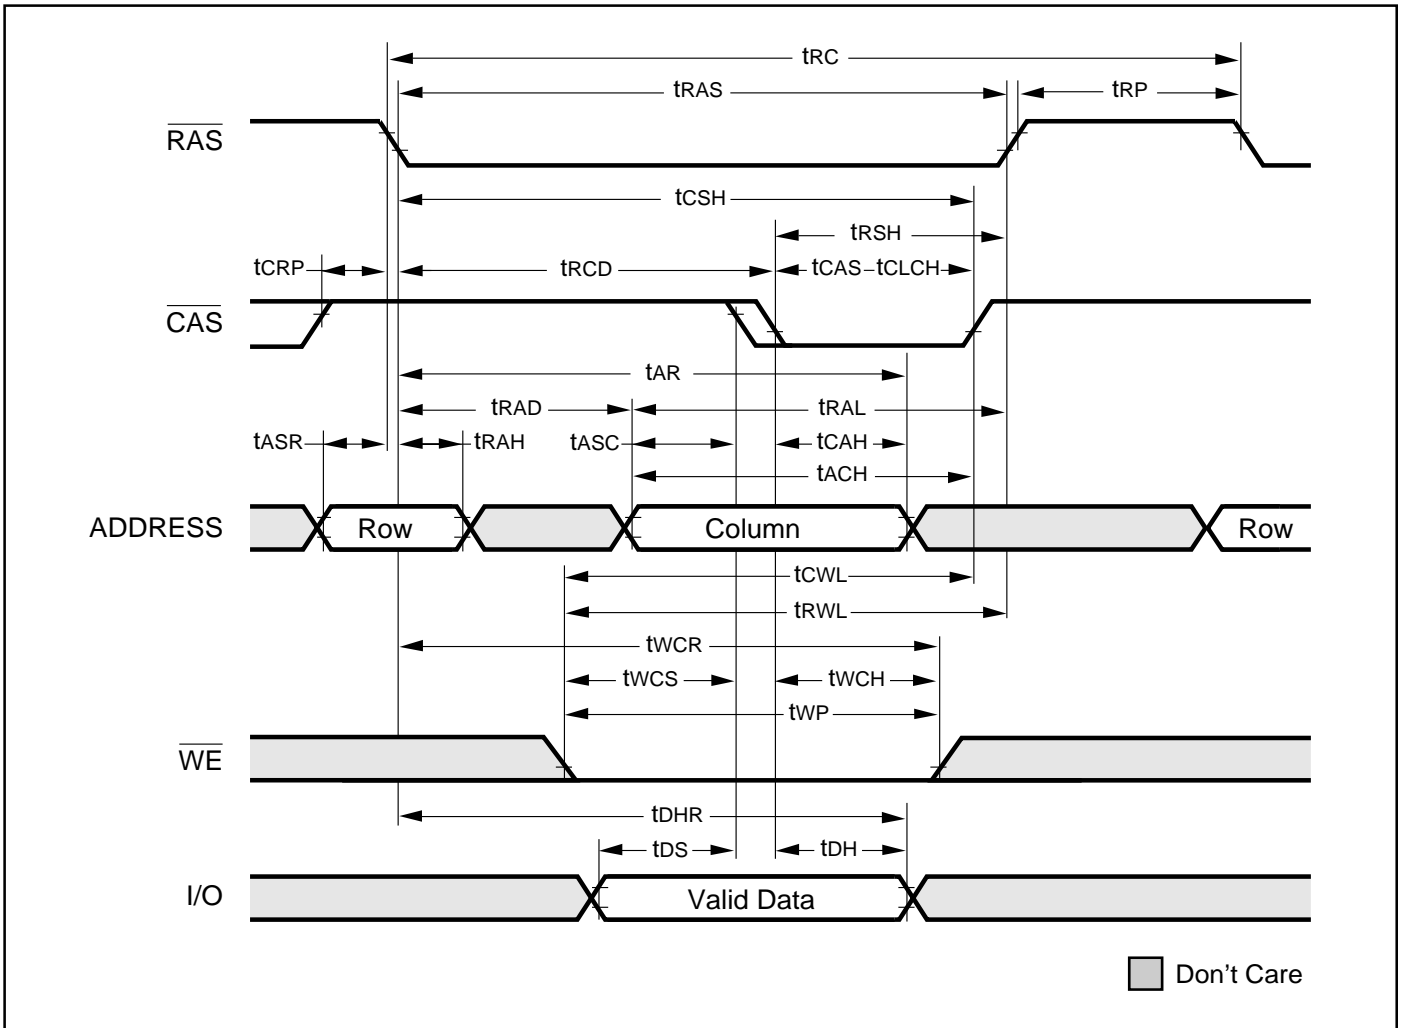 tRC
tRAS
tRP
RAS
tCSH
tRSH
tCRP
tRCD
tCAS–tCLCH
CAS
tAR
tRAD
tRAL
tASR
tRAH
tASC
tCAH
tACH
ADDRESS
Row
Column
Row
tCWL
tRWL
tWCR
tWCS
tWCH
tWP
WE
tDHR
tDS
tDH
I/O
Valid Data
Don't Care